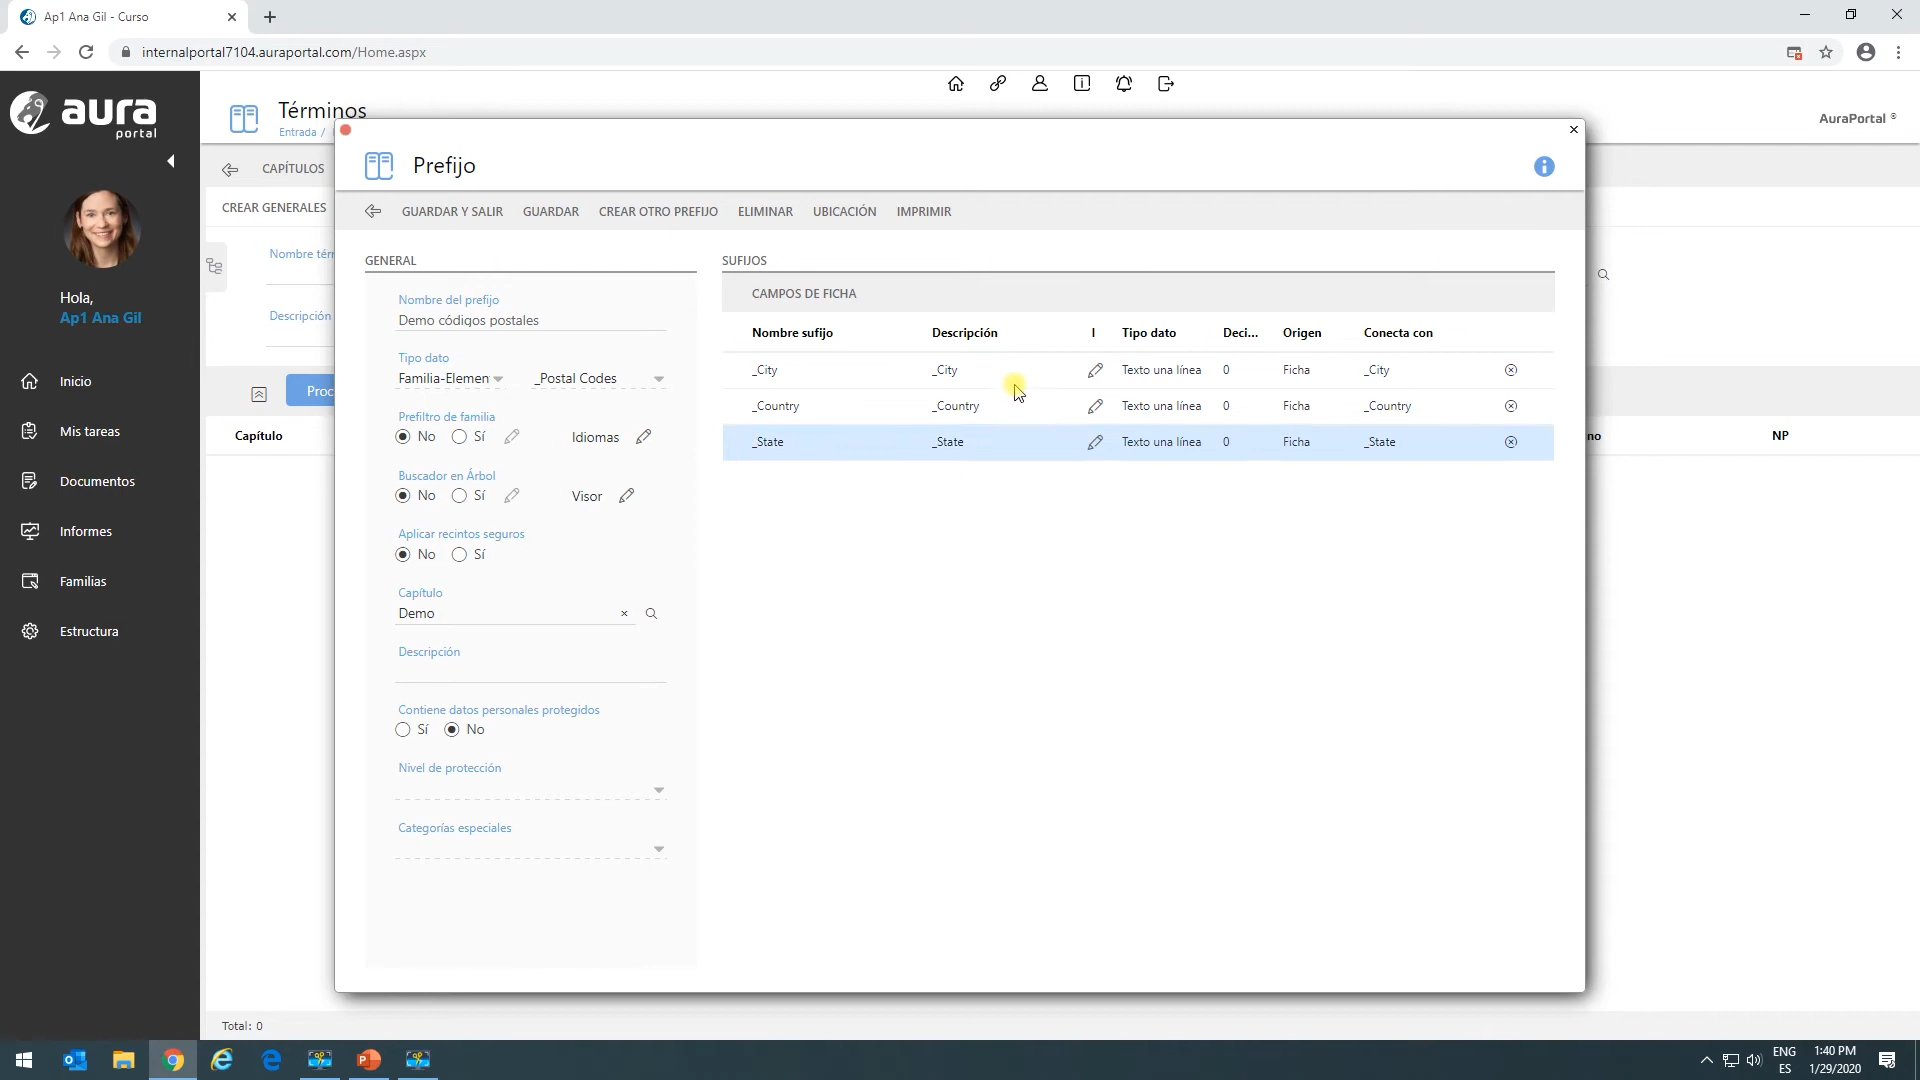 Ap1 Ana Gil - Curso
internalportal7104.auraportal.com/Home.aspx
aura
portal
Términos
Entrada /
AuraPortal ®
Prefijo
CAPÍTULOS
CREAR GENERALES
GUARDAR Y SALIR GUARDAR CREAR OTRO PREFIJO ELIMINAR UBICACIÓN IMPRIMIR
Nombre tér
Descripción
Proc
Capítulo
no
NP
Hola,
Ap1 Ana Gil
Inicio
Mis tareas
Documentos
Informes
Familias
Estructura
GENERAL
Nombre del prefijo
Demo códigos postales
Tipo dato
Familia-Elemen _Postal Codes
Prefiltro de familia
No Sí Idiomas
Buscador en Árbol
No Sí Visor
Aplicar recintos seguros
No Sí
Capítulo
Demo
Descripción
Contiene datos personales protegidos
Sí No
Nivel de protección
Categorías especiales
SUFIJOS
CAMPOS DE FICHA
Nombre sufijo Descripción I Tipo dato Deci... Origen Conecta con
_City _City Texto una línea 0 Ficha _City
_Country _Country Texto una línea 0 Ficha _Country
_State _State Texto una línea 0 Ficha _State
Total: 0
ENG
ES
1:40 PM
1/29/2020